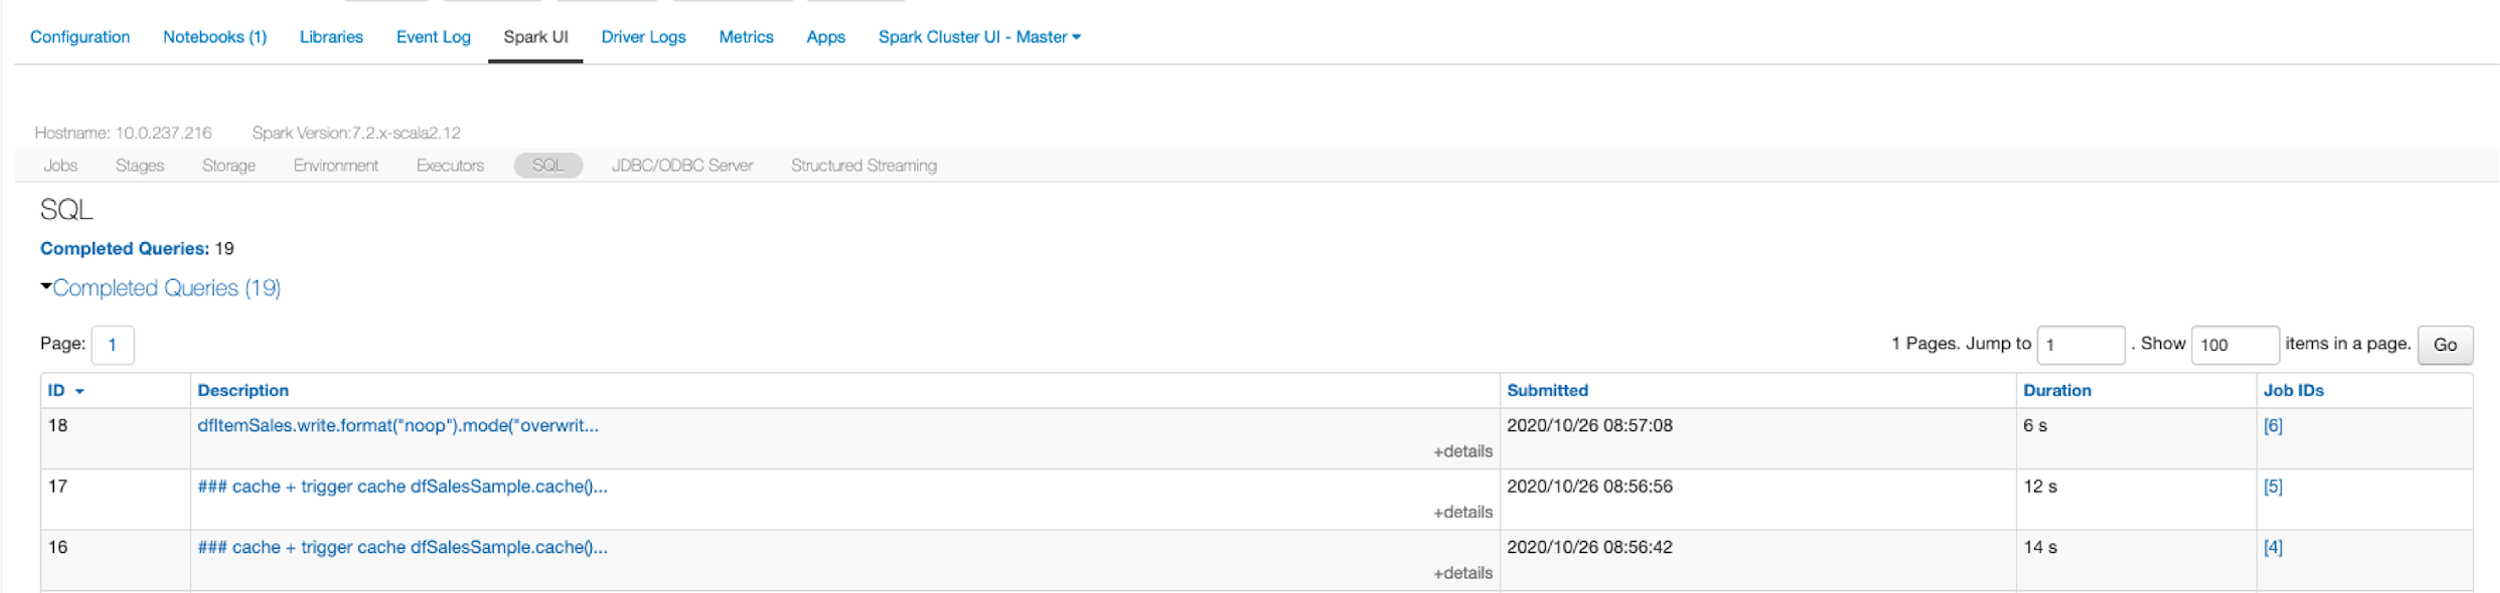 Configuration Notebooks (1) Libraries Event Log Spark UI Driver Logs Metrics Apps Spark Cluster UI - Master
Hostname: 10.0.237.216 Spark Version:7.2.x-scala2.12
Jobs Stages Storage Environment Executors SQL JDBC/ODBC Server Structured Streaming
SQL
Completed Queries: 19
Completed Queries (19)
Page: 1 1 Pages. Jump to 1 . Show 100 items in a page. Go
ID Description Submitted Duration Job IDs
18 dfItemSales.write.format("noop").mode("overwrit... 2020/10/26 08:57:08 6 s [6]
+details
17 ### cache + trigger cache dfSalesSample.cache()... 2020/10/26 08:56:56 12 s [5]
+details
16 ### cache + trigger cache dfSalesSample.cache()... 2020/10/26 08:56:42 14 s [4]
+details